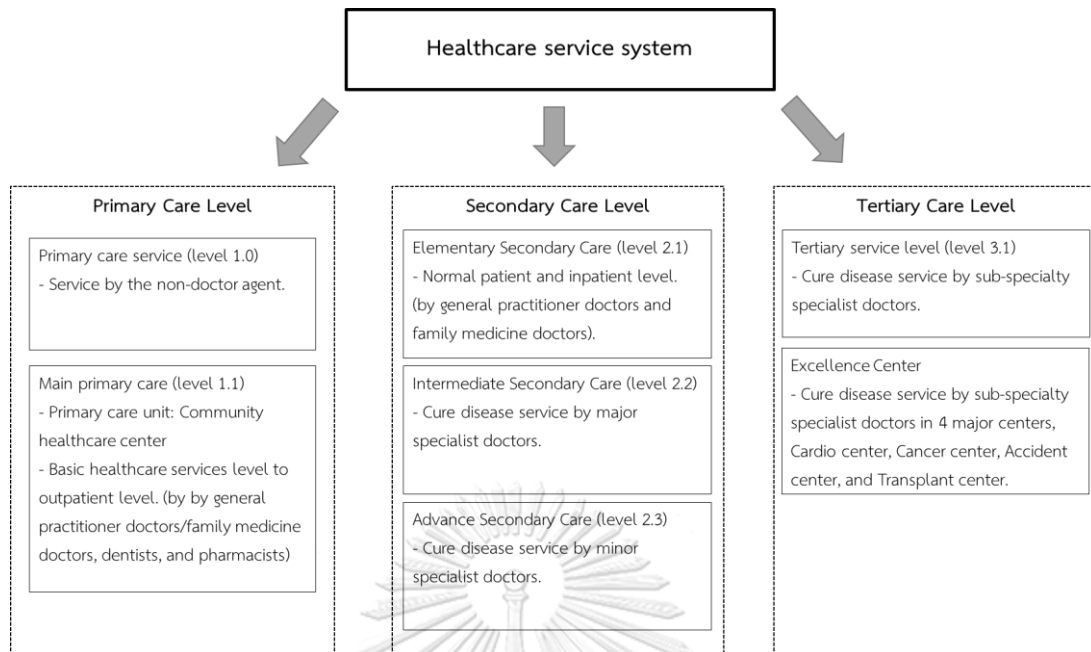 Healthcare service system
Primary Care Level
Primary care service (level 1.0)
- Service by the non-doctor agent.
Main primary care (level 1.1)
- Primary care unit: Community
healthcare center
- Basic healthcare services level to
outpatient level. (by by general
practitioner doctors/family medicine
doctors, dentists, and pharmacists)
Secondary Care Level
Elementary Secondary Care (level 2.1)
- Normal patient and inpatient level.
(by general practitioner doctors and
family medicine doctors).
Intermediate Secondary Care (level 2.2)
- Cure disease service by major
specialist doctors.
Advance Secondary Care (level 2.3)
- Cure disease service by minor
specialist doctors.
Tertiary Care Level
Tertiary service level (level 3.1)
- Cure disease service by sub-specialty
specialist doctors.
Excellence Center
- Cure disease service by sub-specialty
specialist doctors in 4 major centers,
Cardio center, Cancer center, Accident
center, and Transplant center.